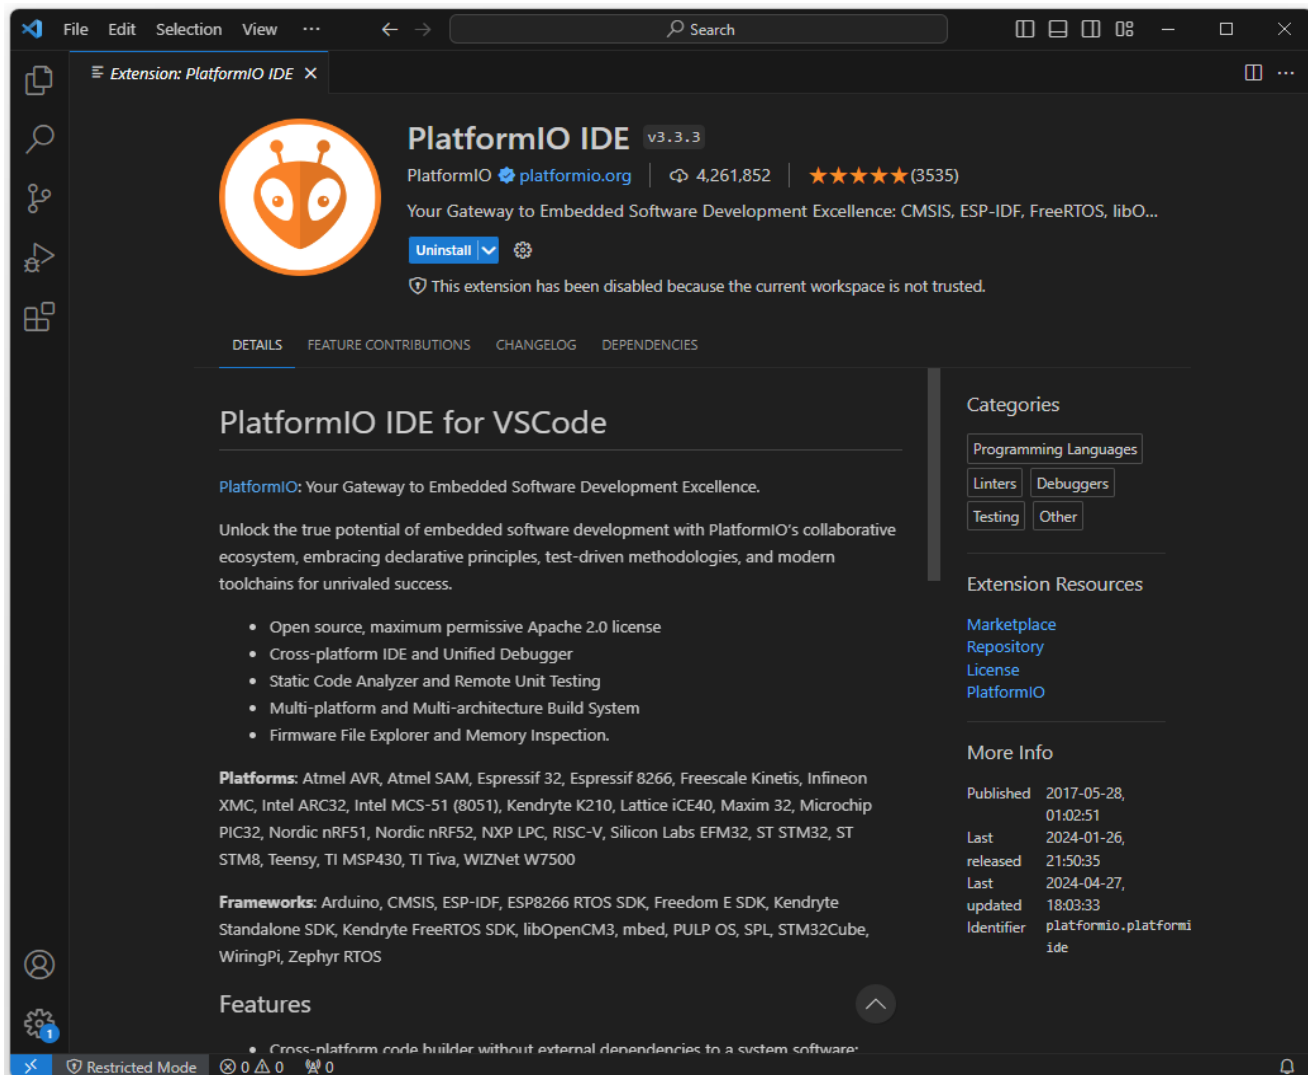 File Edit Selection View ··· Search
Extension: PlatformIO IDE
PlatformIO IDE v3.3.3
PlatformIO platformio.org 4,261,852 (3535)
Your Gateway to Embedded Software Development Excellence: CMSIS, ESP-IDF, FreeRTOS, libO...
Uninstall
This extension has been disabled because the current workspace is not trusted.
DETAILS FEATURE CONTRIBUTIONS CHANGELOG DEPENDENCIES
PlatformIO IDE for VSCode
PlatformIO: Your Gateway to Embedded Software Development Excellence.
Unlock the true potential of embedded software development with PlatformIO's collaborative
ecosystem, embracing declarative principles, test-driven methodologies, and modern
toolchains for unrivaled success.
• Open source, maximum permissive Apache 2.0 license
• Cross-platform IDE and Unified Debugger
• Static Code Analyzer and Remote Unit Testing
• Multi-platform and Multi-architecture Build System
• Firmware File Explorer and Memory Inspection.
Platforms: Atmel AVR, Atmel SAM, Espressif 32, Espressif 8266, Freescale Kinetis, Infineon
XMC, Intel ARC32, Intel MCS-51 (8051), Kendryte K210, Lattice iCE40, Maxim 32, Microchip
PIC32, Nordic nRF51, Nordic nRF52, NXP LPC, RISC-V, Silicon Labs EFM32, ST STM32, ST
STM8, Teensy, TI MSP430, TI Tiva, WIZNet W7500
Frameworks: Arduino, CMSIS, ESP-IDF, ESP8266 RTOS SDK, Freedom E SDK, Kendryte
Standalone SDK, Kendryte FreeRTOS SDK, libOpenCM3, mbed, PULP OS, SPL, STM32Cube,
WiringPi, Zephyr RTOS
Features
• Cross-platform code builder without external dependencies to a system software:
Categories
Programming Languages
Linters Debuggers
Testing Other
Extension Resources
Marketplace
Repository
License
PlatformIO
More Info
Published 2017-05-28,
01:02:51
Last 2024-01-26,
released 21:50:35
Last 2024-04-27,
updated 18:03:33
Identifier platformio.platformi
ide
1
Restricted Mode 0 0 0